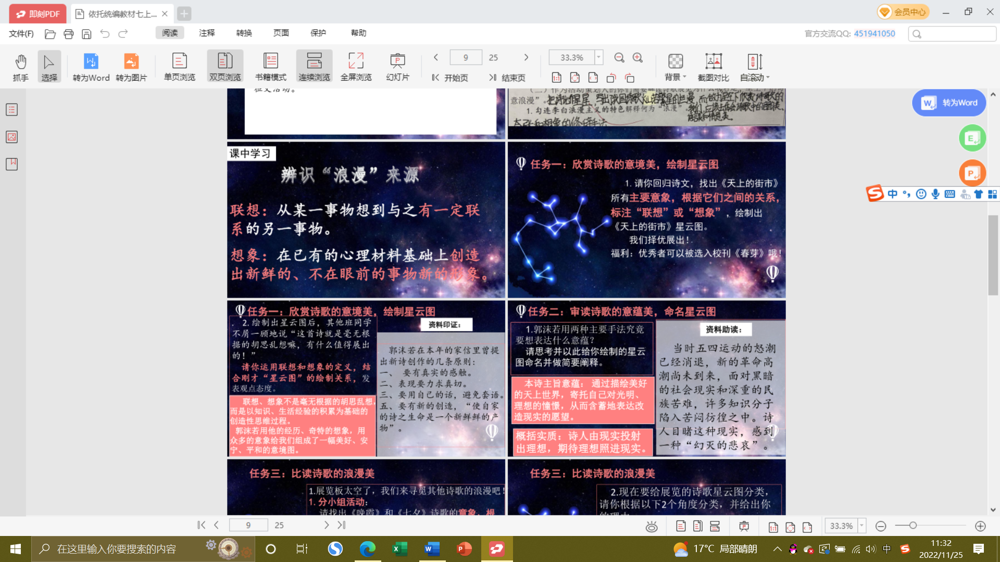 即刻PDF
依托统编教材七上...
会员中心
文件(F)
阅读
注释
转换
页面
保护
帮助
官方交流QQ: 451941050
抓手
选择
转为Word
转为图片
单页浏览
双页浏览
书籍模式
连续浏览
全屏浏览
幻灯片
9
25
开始页
结束页
33.3%
背景
截图对比
自滚动
转为Word
中
意浪漫”
1. 勾连李白浪漫主义的特色解释何为“浪漫”
课中学习
辨识“浪漫”来源
联想：从某一事物想到与之有一定联
系的另一事物。
想象：在已有的心理材料基础上创造
出新鲜的、不在眼前的事物新的形象。
任务一：欣赏诗歌的意境美，绘制星云图
1. 请你回归诗文，找出《天上的街市》
所有主要意象，根据它们之间的关系，
标注“联想”或“想象”，绘制出
《天上的街市》星云图。
我们择优展出！
福利：优秀者可以被选入校刊《春芽》哦！
任务一：欣赏诗歌的意境美，绘制星云图
2. 绘制出星云图后，其他班同学
不屑一顾地说“这首诗就是毫无根
据的胡思乱想嘛，有什么值得展出
的！”
请你运用联想和想象的定义，结
合刚才“星云图”的绘制关系，发
表观点态度。
联想、想象不是毫无根据的胡思乱想，
而是以知识、生活经验的积累为基础的
创造性思维过程。
郭沫若用他的经历、奇特的想象，用
众多的意象给我们组成了一幅美好、安
宁、平和的意境图。
资料印证：
郭沫若在本年的家信里曾提
出新诗创作的几条原则：
一、 要有真实的感触。
二、表现要力求真切。
三、要用自己的话，避免套语。
五、要有新的创造，“使自家
的诗之生命是一个新鲜鲜的产
物”。
任务二：审读诗歌的意蕴美，命名星云图
1.郭沫若用两种主要手法究竟
要想表达什么意蕴？
请思考并以此给你绘制的星云
图命名并做简要阐释。
本诗主旨意蕴： 通过描绘美好
的天上世界，寄托自己对光明、
理想的憧憬，从而含蓄地表达改
造现实的愿望。
概括实质：诗人由现实投射
出理想，期待理想照进现实。
资料助读：
当时五四运动的怒潮
已经消退，新的革命高
潮尚未到来，面对黑暗
的社会现实和深重的民
族苦难，许多知识分子
陷入苦闷彷徨之中。诗
人目睹这种现实，感到
一种“幻灭的悲哀”。
任务三：比读诗歌的浪漫美
1.展览板太空了，我们来寻觅其他诗歌的浪漫吧！
1. 分小组活动：
请找出《晚霞》和《七夕》诗歌的意象，根
任务三：比读诗歌的浪漫美
2.现在要给展览的诗歌星云图分类，
请你根据以下2个角度分类，并给出你
9
25
33.3%
在这里输入你要搜索的内容
17°C 局部晴朗
中
11:32
2022/11/25